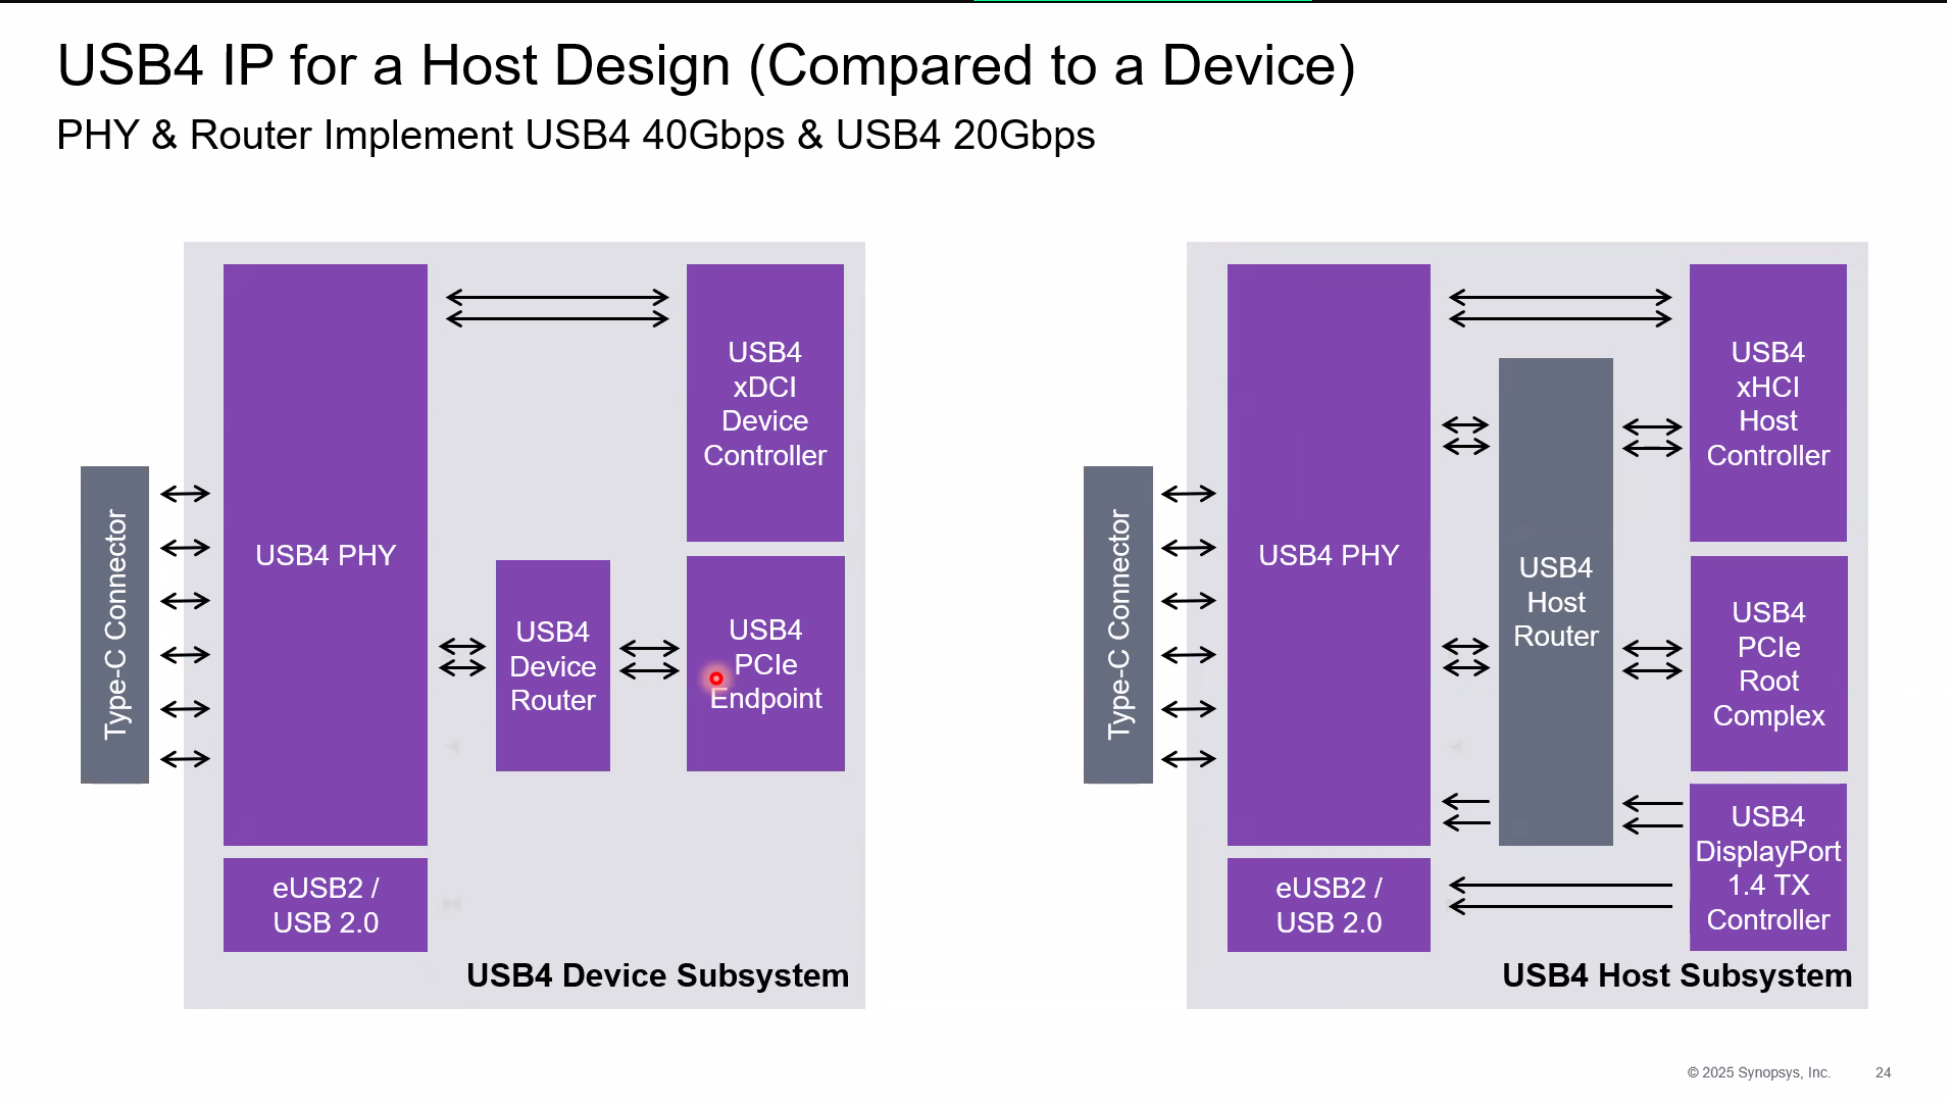 USB4 IP for a Host Design (Compared to a Device)
PHY & Router Implement USB4 40Gbps & USB4 20Gbps
Type-C Connector
USB4 PHY
eUSB2 /
USB 2.0
USB4
Device
Router
USB4
xDCI
Device
Controller
USB4
PCIe
Endpoint
USB4 Device Subsystem
Type-C Connector
USB4 PHY
eUSB2 /
USB 2.0
USB4
Host
Router
USB4
xHCI
Host
Controller
USB4
PCIe
Root
Complex
USB4
DisplayPort
1.4 TX
Controller
USB4 Host Subsystem
© 2025 Synopsys, Inc.
24